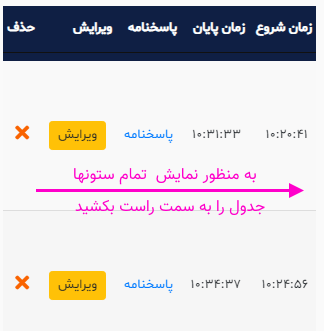 زمان شروع زمان پایان پاسخنامه ویرایش حذف
۱۰:۲۰:۴۱ ۱۰:۳۱:۳۳ پاسخنامه ویرایش
به منظور نمایش تمام ستونها
جدول را به سمت راست بکشید
۱۰:۲۴:۵۶ ۱۰:۳۴:۳۷ پاسخنامه ویرایش